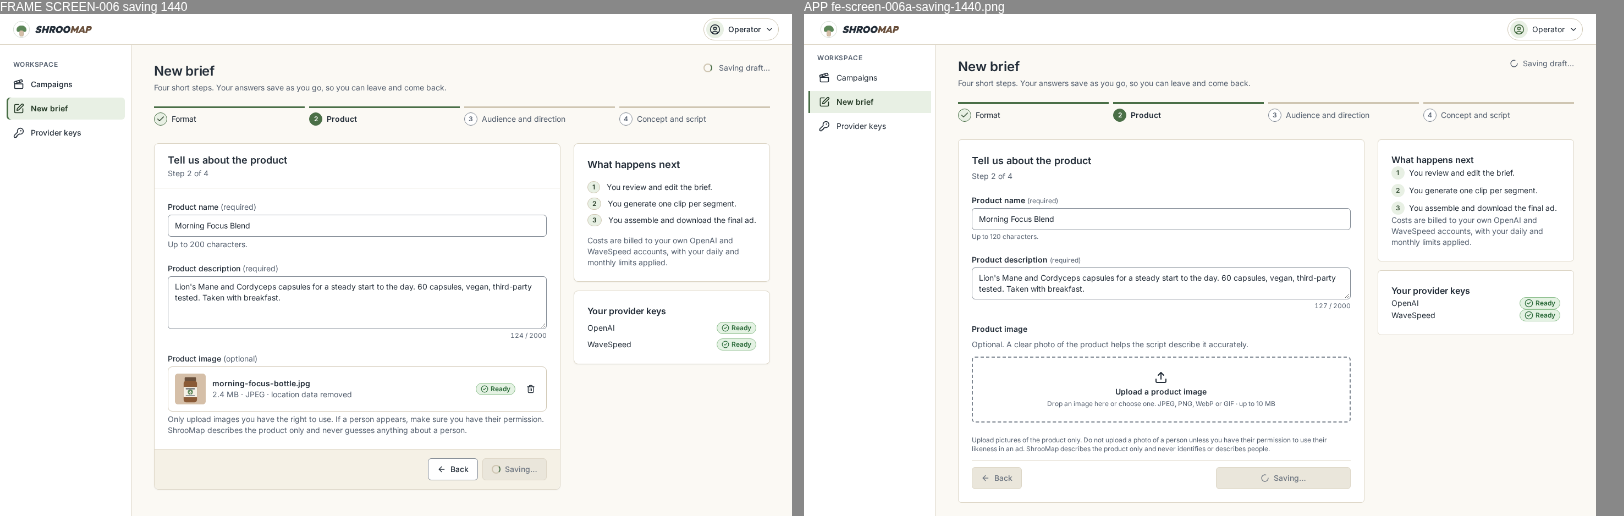 FRAME SCREEN-006 saving 1440
SHROOMAP
Operator
WORKSPACE
Campaigns
New brief
Provider keys
New brief
Saving draft...
Four short steps. Your answers save as you go, so you can leave and come back.
Format
2 Product
3 Audience and direction
4 Concept and script
Tell us about the product
Step 2 of 4
Product name (required)
Morning Focus Blend
Up to 200 characters.
Product description (required)
Lion's Mane and Cordyceps capsules for a steady start to the day. 60 capsules, vegan, third-party
tested. Taken with breakfast.
124 / 2000
Product image (optional)
morning-focus-bottle.jpg
2.4 MB · JPEG · location data removed
Ready
Only upload images you have the right to use. If a person appears, make sure you have their permission.
ShrooMap describes the product only and never guesses anything about a person.
Back
Saving...
What happens next
1 You review and edit the brief.
2 You generate one clip per segment.
3 You assemble and download the final ad.
Costs are billed to your own OpenAI and
WaveSpeed accounts, with your daily and
monthly limits applied.
Your provider keys
OpenAI Ready
WaveSpeed Ready
APP fe-screen-006a-saving-1440.png
SHROOMAP
Operator
WORKSPACE
Campaigns
New brief
Provider keys
New brief
Saving draft...
Four short steps. Your answers save as you go, so you can leave and come back.
Format
2 Product
3 Audience and direction
4 Concept and script
Tell us about the product
Step 2 of 4
Product name (required)
Morning Focus Blend
Up to 120 characters.
Product description (required)
Lion's Mane and Cordyceps capsules for a steady start to the day. 60 capsules, vegan, third-party
tested. Taken with breakfast.
127 / 2000
Product image
Optional. A clear photo of the product helps the script describe it accurately.
Upload a product image
Drop an image here or choose one. JPEG, PNG, WebP or GIF · up to 10 MB
Upload pictures of the product only. Do not upload a photo of a person unless you have their permission to use their
likeness in an ad. ShrooMap describes the product only and never identifies or describes people.
Back
Saving...
What happens next
1 You review and edit the brief.
2 You generate one clip per segment.
3 You assemble and download the final ad.
Costs are billed to your own OpenAI and
WaveSpeed accounts, with your daily and
monthly limits applied.
Your provider keys
OpenAI Ready
WaveSpeed Ready